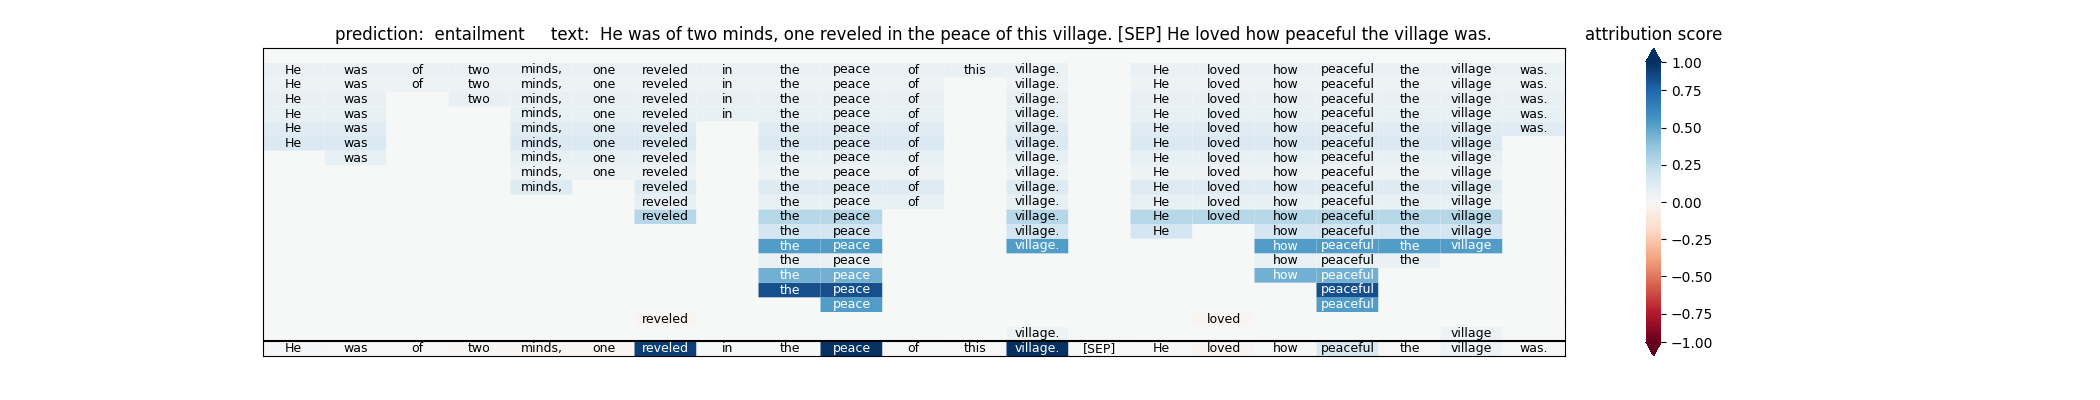 prediction: entailment text: He was of two minds, one reveled in the peace of this village. [SEP] He loved how peaceful the village was. attribution score
He was of two minds, one reveled in the peace of this village. He loved how peaceful the village was. 1.00
He was of two minds, one reveled in the peace of village. He loved how peaceful the village was.
He was two minds, one reveled in the peace of village. He loved how peaceful the village was. 0.75
He was minds, one reveled in the peace of village. He loved how peaceful the village was.
He was minds, one reveled the peace of village. He loved how peaceful the village was. 0.50
He was minds, one reveled the peace of village. He loved how peaceful the village
was minds, one reveled the peace of village. He loved how peaceful the village
minds, one reveled the peace of village. He loved how peaceful the village 0.25
minds, reveled the peace of village. He loved how peaceful the village
reveled the peace of village. He loved how peaceful the village 0.00
reveled the peace village. He loved how peaceful the village
the peace village. He how peaceful the village
the peace village. how peaceful the village −0.25
the peace how peaceful the
the peace how peaceful −0.50
the peace peaceful
peace peaceful
reveled loved −0.75
village. village
He was of two minds, one reveled in the peace of this village. [SEP] He loved how peaceful the village was. −1.00